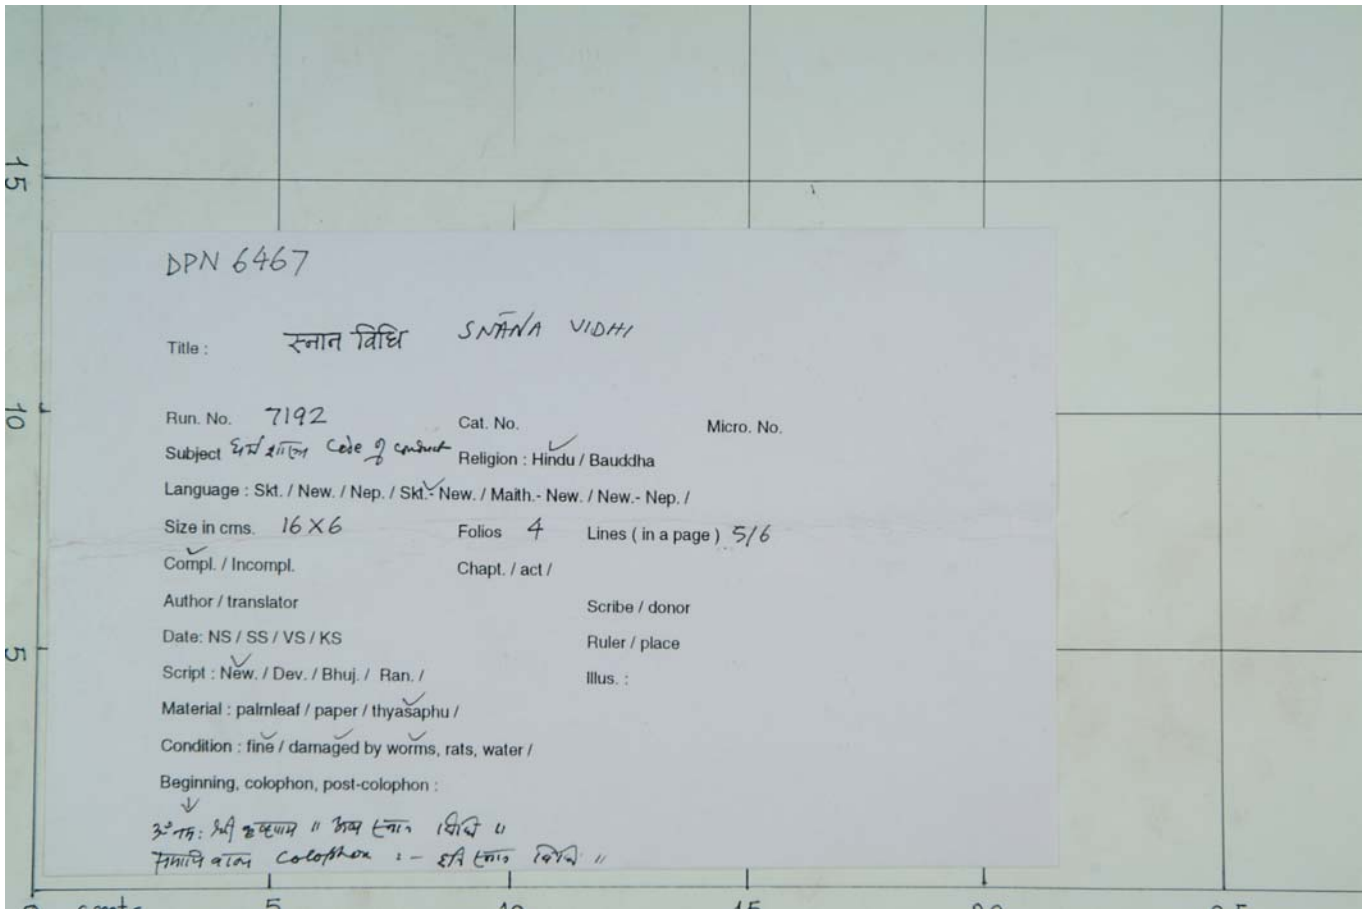 15
DPN 6467
Title : स्नान विधि SNĀNA VIDHI
10
Run. No. 7192 Cat. No. Micro. No.
Subject धर्म शास्त्र Code of conduct Religion : Hindu / Bauddha
Language : Skt. / New. / Nep. / Skt.- New. / Maith.- New. / New.- Nep. /
Size in cms. 16 X 6 Folios 4 Lines ( in a page ) 5/6
Compl. / Incompl. Chapt. / act /
Author / translator Scribe / donor
Date: NS / SS / VS / KS Ruler / place
5
Script : New. / Dev. / Bhuj. / Ran. / Illus. :
Material : palmleaf / paper / thyasaphu /
Condition : fine / damaged by worms, rats, water /
Beginning, colophon, post-colophon :
ॐ नमः श्री कृष्णाय ॥ अथ स्नान विधि ॥
समाप्ति वाक्य Colophon :- इति स्नान विधि ॥
5 10 15 20 25